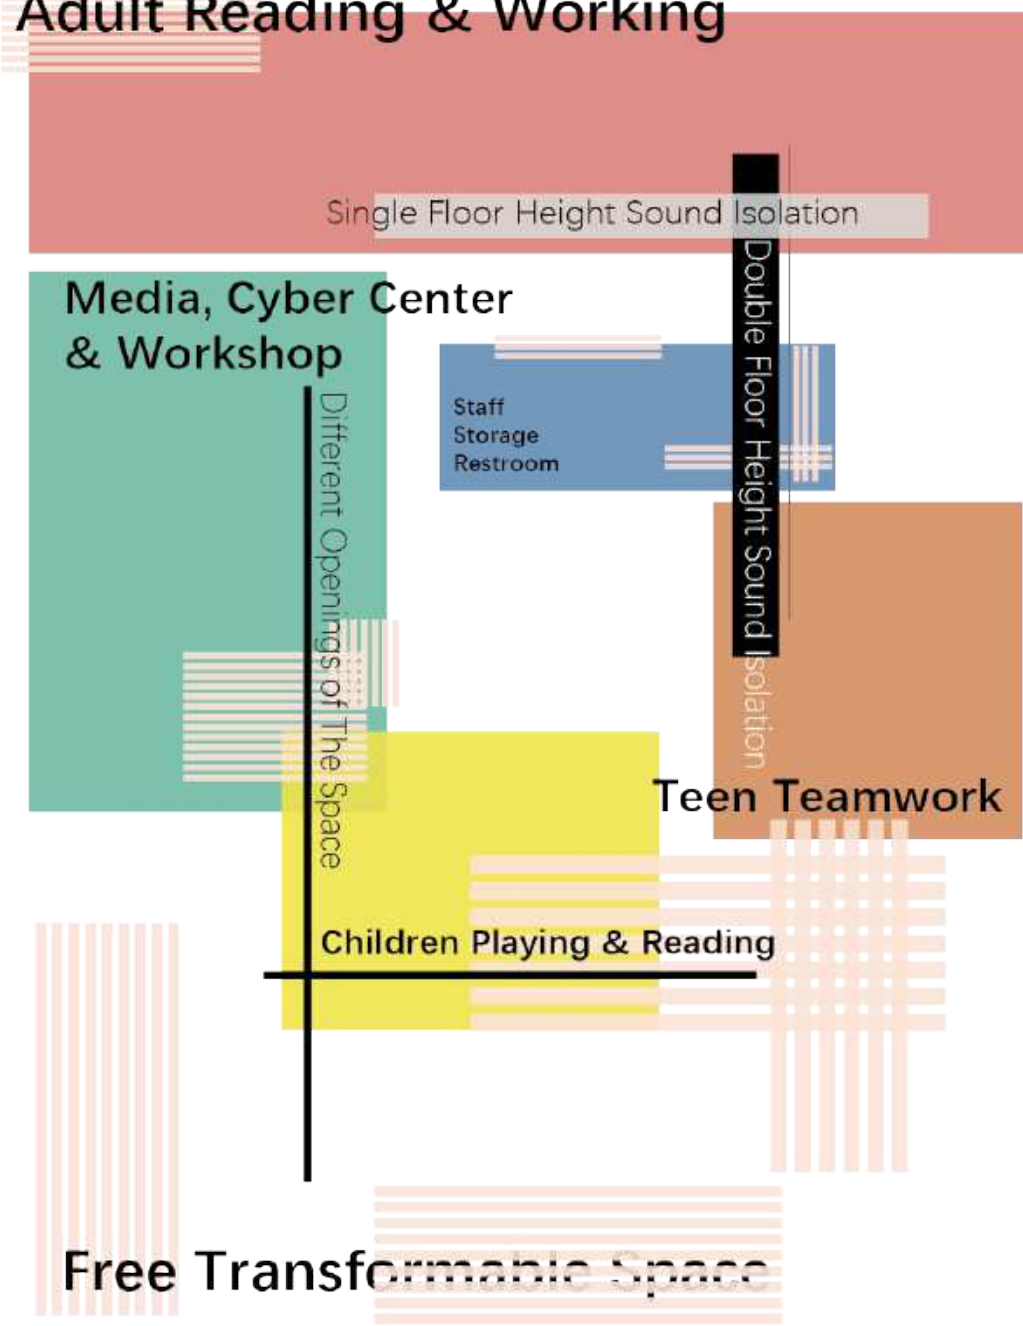 Adult Reading & Working
Single Floor Height Sound Isolation
Double Floor Height Sound Isolation
Media, Cyber Center
& Workshop
Different Openings of The Space
Staff
Storage
Restroom
Teen Teamwork
Children Playing & Reading
Free Transformable Space